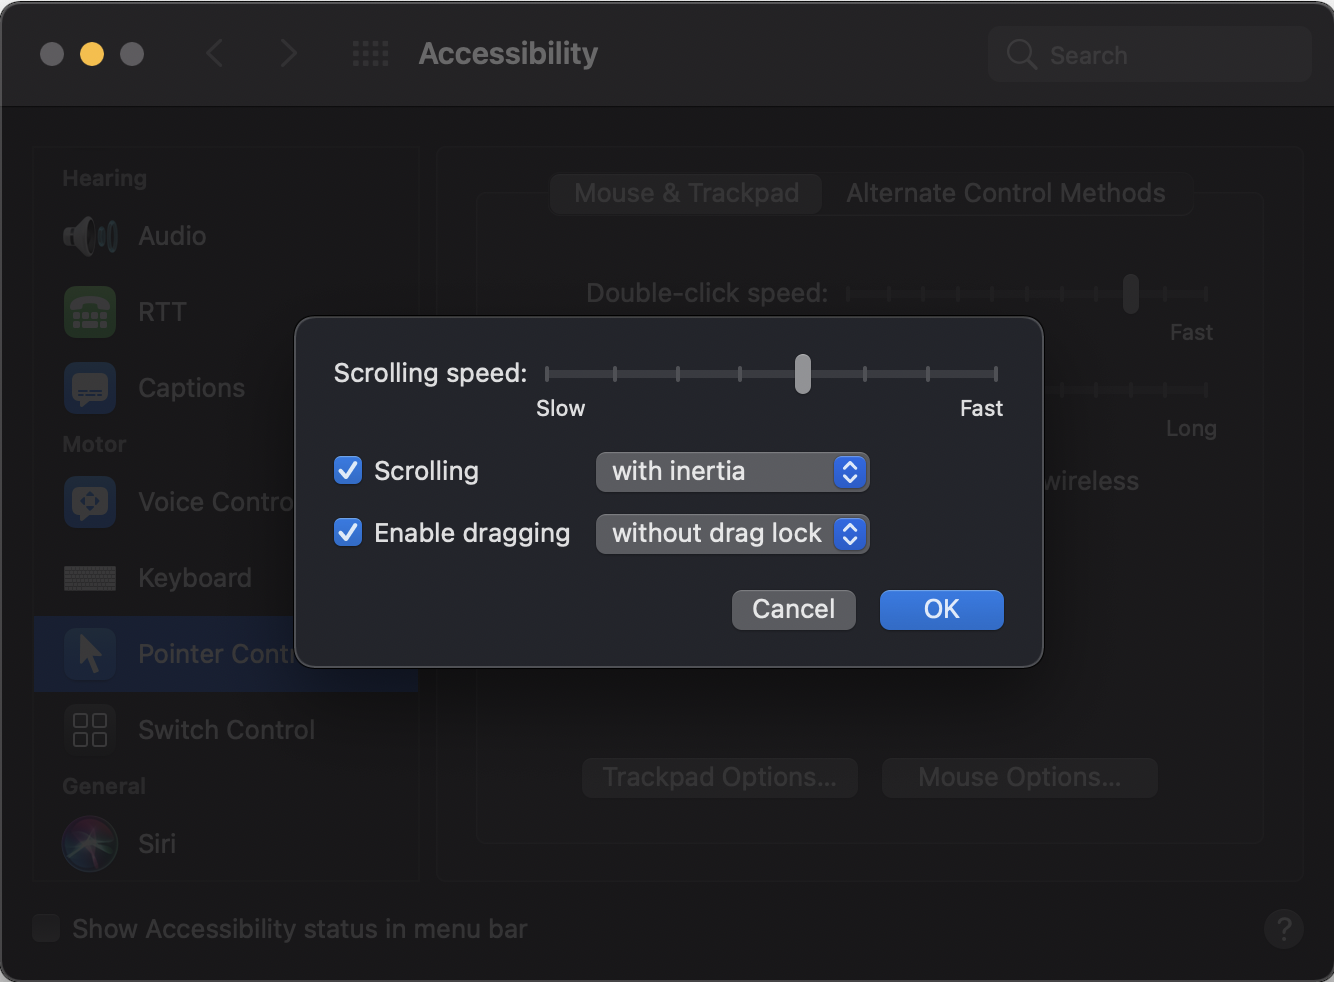 Accessibility
Search
Hearing
Audio
RTT
Captions
Motor
Voice Contro
Keyboard
Pointer Contr
Switch Control
General
Siri
Mouse & Trackpad
Alternate Control Methods
Double-click speed:
Fast
Long
wireless
Trackpad Options...
Mouse Options...
Scrolling speed:
Slow
Fast
Scrolling
with inertia
Enable dragging
without drag lock
Cancel
OK
Show Accessibility status in menu bar
?